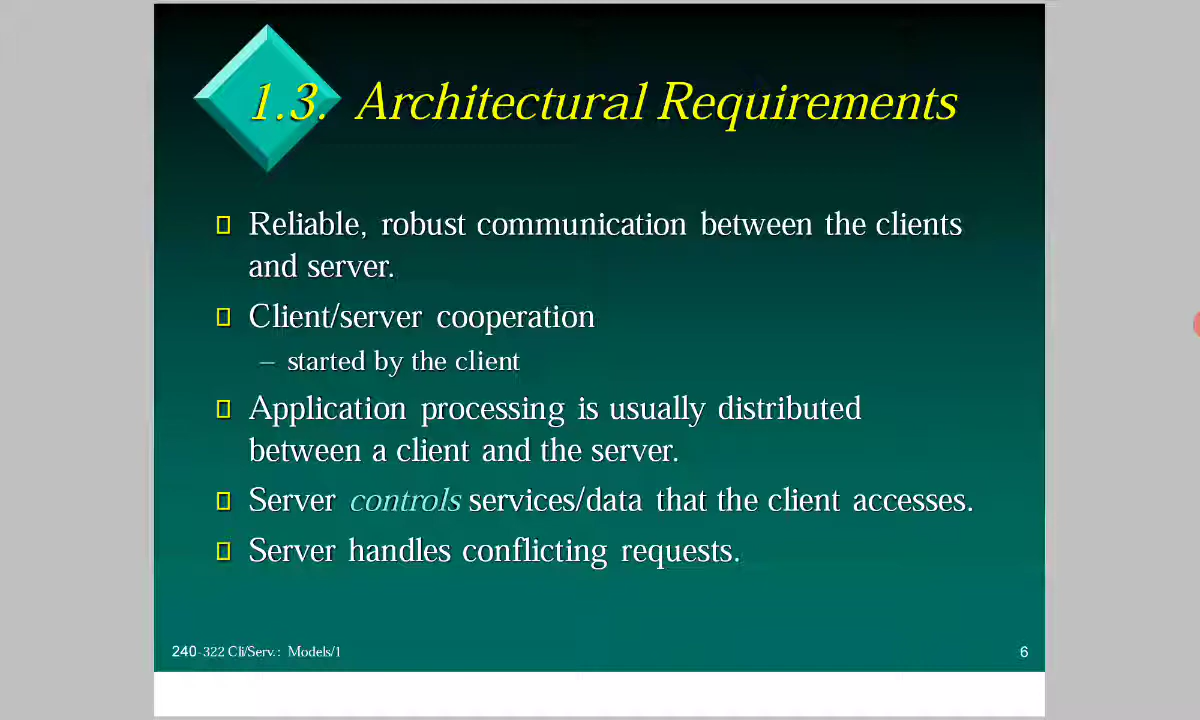 1.3. Architectural Requirements
Reliable, robust communication between the clients
and server.
Client/server cooperation
– started by the client
Application processing is usually distributed
between a client and the server.
Server controls services/data that the client accesses.
Server handles conflicting requests.
240-322 Cli/Serv.: Models/1
6